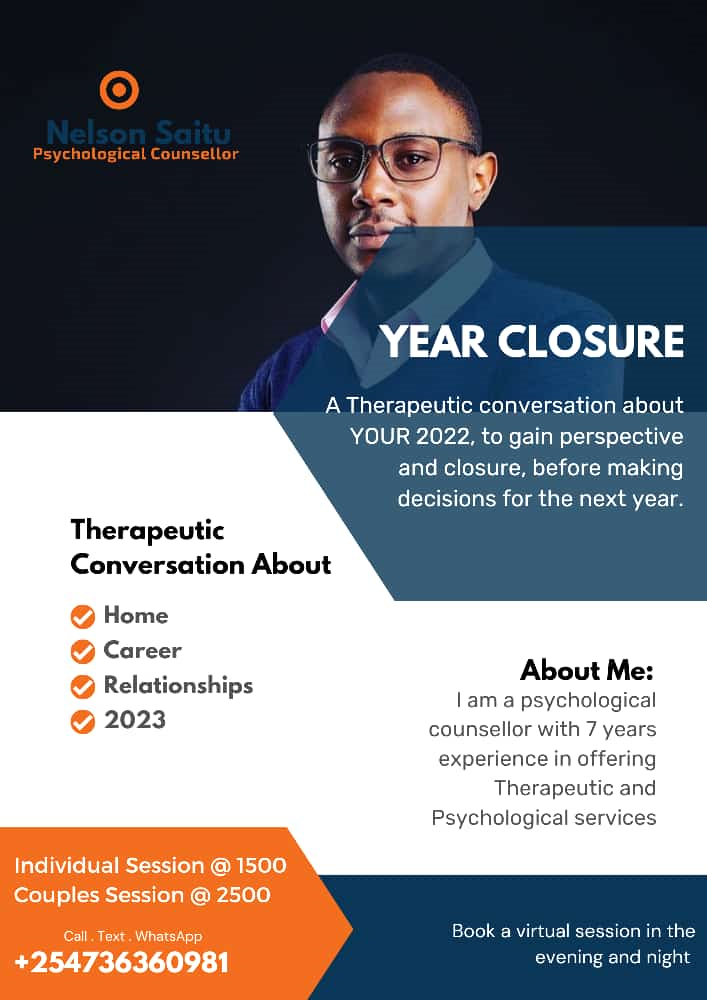 Nelson Saitu
Psychological Counsellor
YEAR CLOSURE
A Therapeutic conversation about
YOUR 2022, to gain perspective
and closure, before making
decisions for the next year.
Therapeutic
Conversation About
Home
Career
Relationships
2023
About Me:
I am a psychological
counsellor with 7 years
experience in offering
Therapeutic and
Psychological services
Individual Session @ 1500
Couples Session @ 2500
Call . Text . WhatsApp
+254736360981
Book a virtual session in the
evening and night